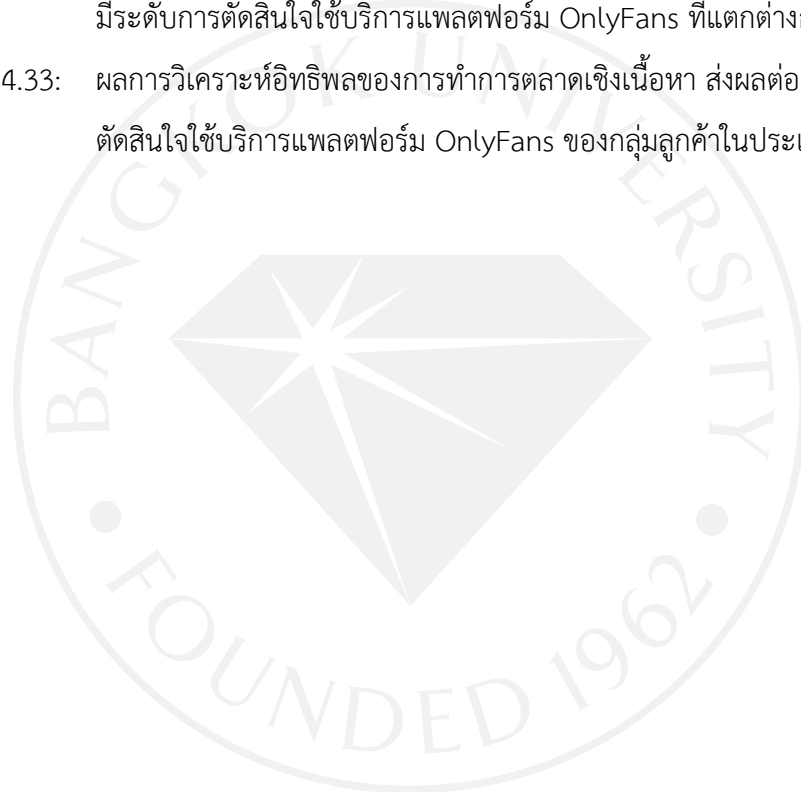 มีระดับการตัดสินใจใช้บริการแพลตฟอร์ม OnlyFans ที่แตกต่าง
4.33: ผลการวิเคราะห์อิทธิพลของการทำการตลาดเชิงเนื้อหา ส่งผลต่อ
ตัดสินใจใช้บริการแพลตฟอร์ม OnlyFans ของกลุ่มลูกค้าในประเ
BANGKOK UNIVERSITY
• FOUNDED 1962 •